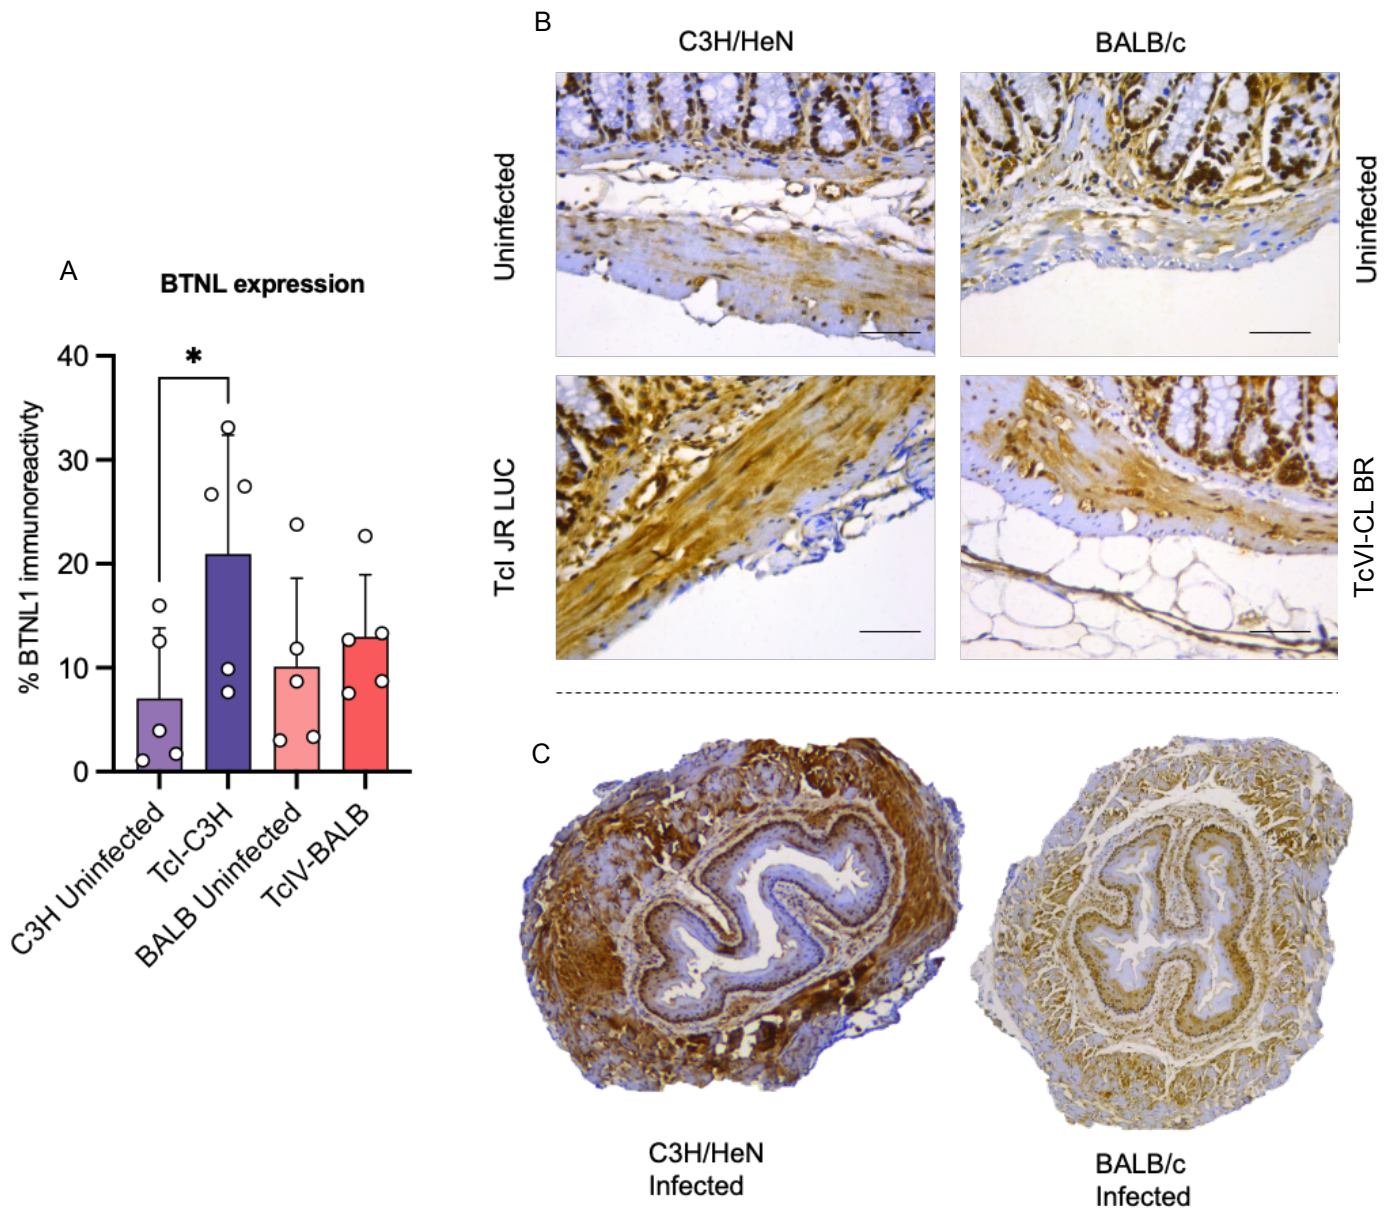 A
BTNL expression
% BTNL1 immunoreactivity
40
30
20
10
0
*
C3H Uninfected
TcI-C3H
BALB Uninfected
TcIV-BALB
B
C3H/HeN
BALB/c
Uninfected
Uninfected
TcI JR LUC
TcVI-CL BR
C
C3H/HeN
Infected
BALB/c
Infected